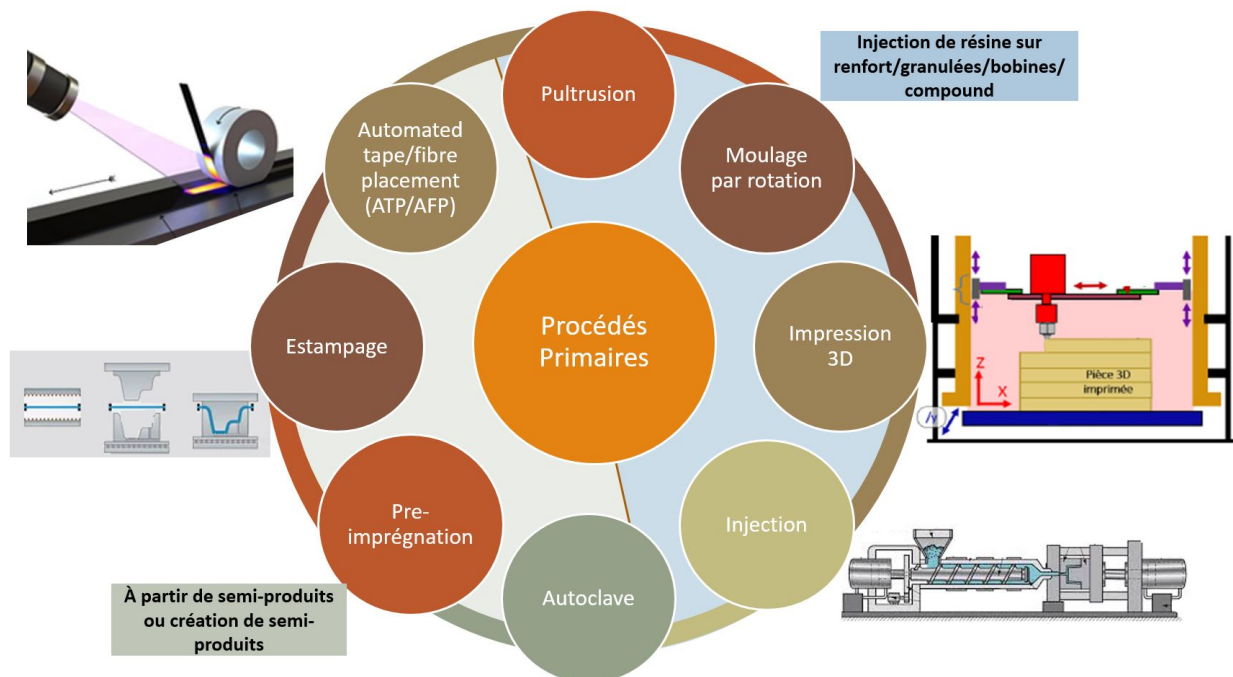 Injection de résine sur
renfort/granulées/bobines/
compound
Pultrusion
Automated
tape/fibre
placement
(ATP/AFP)
Moulage
par rotation
Estampage
Procédés
Primaires
Impression
3D
Z
X
Pièce 3D
imprimée
Pre-
imprégnation
Injection
Autoclave
À partir de semi-produits
ou création de semi-
produits